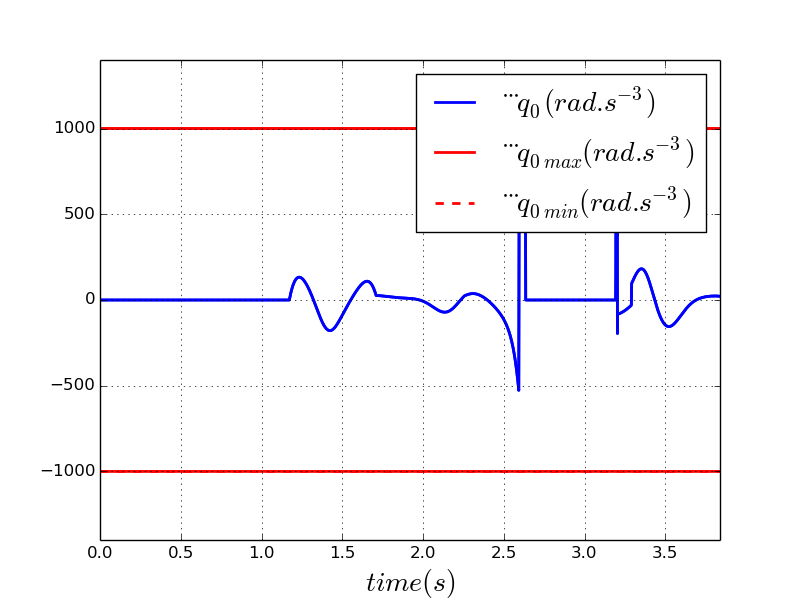 1000
500
0
−500
−1000
0.0 0.5 1.0 1.5 2.0 2.5 3.0 3.5
time(s)
q⃛₀ (rad.s⁻³)
q⃛₀ ₘₐₓ(rad.s⁻³)
q⃛₀ ₘᵢₙ(rad.s⁻³)